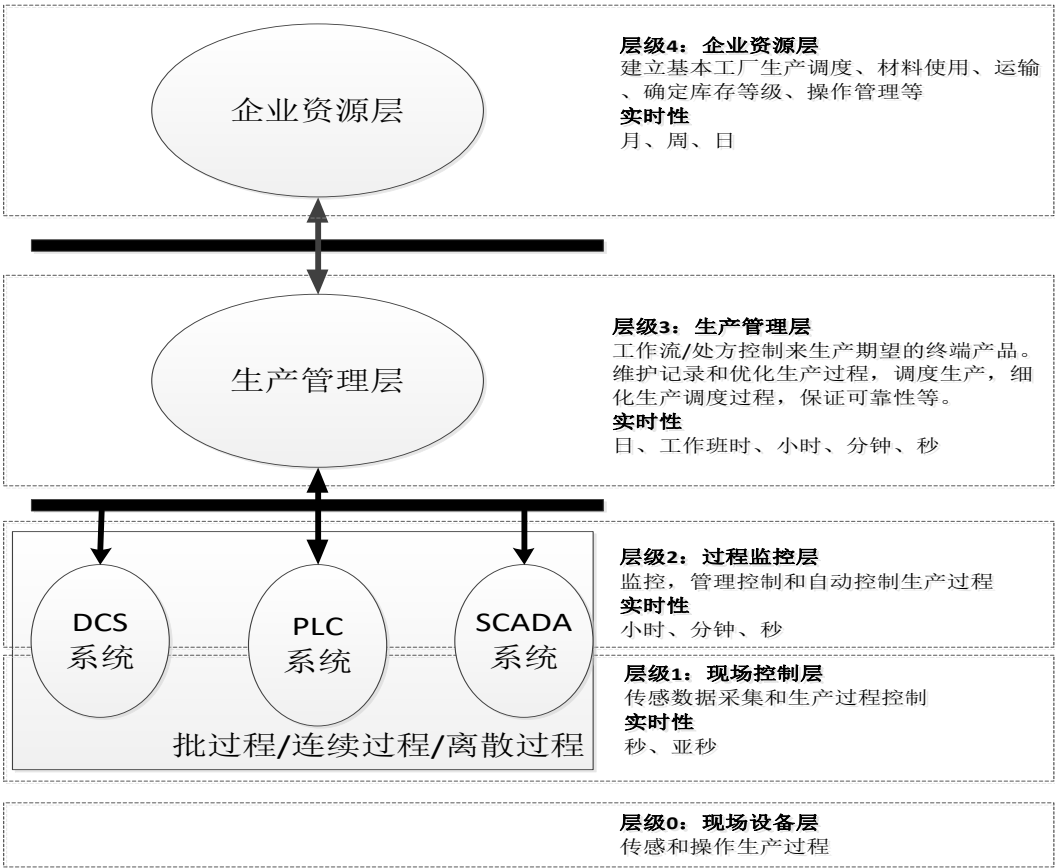 企业资源层
层级4：企业资源层
建立基本工厂生产调度、材料使用、运输
、确定库存等级、操作管理等
实时性
月、周、日
生产管理层
层级3：生产管理层
工作流/处方控制来生产期望的终端产品。
维护记录和优化生产过程，调度生产，细
化生产调度过程，保证可靠性等。
实时性
日、工作班时、小时、分钟、秒
DCS
系统
PLC
系统
SCADA
系统
批过程/连续过程/离散过程
层级2：过程监控层
监控，管理控制和自动控制生产过程
实时性
小时、分钟、秒
层级1：现场控制层
传感数据采集和生产过程控制
实时性
秒、亚秒
层级0：现场设备层
传感和操作生产过程